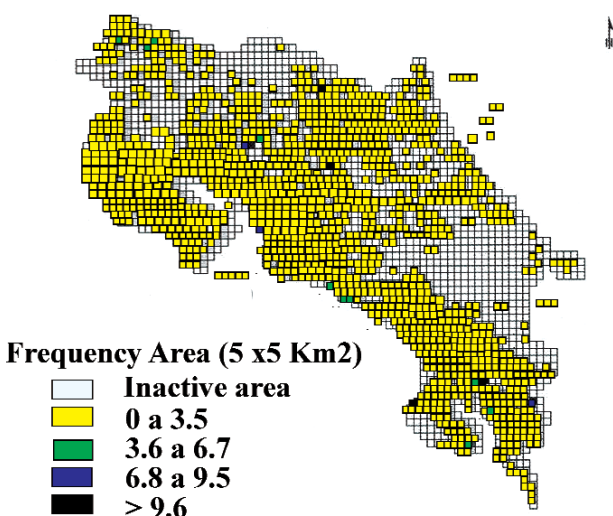 N
Frequency Area (5 x5 Km2)
Inactive area
0 a 3.5
3.6 a 6.7
6.8 a 9.5
> 9.6